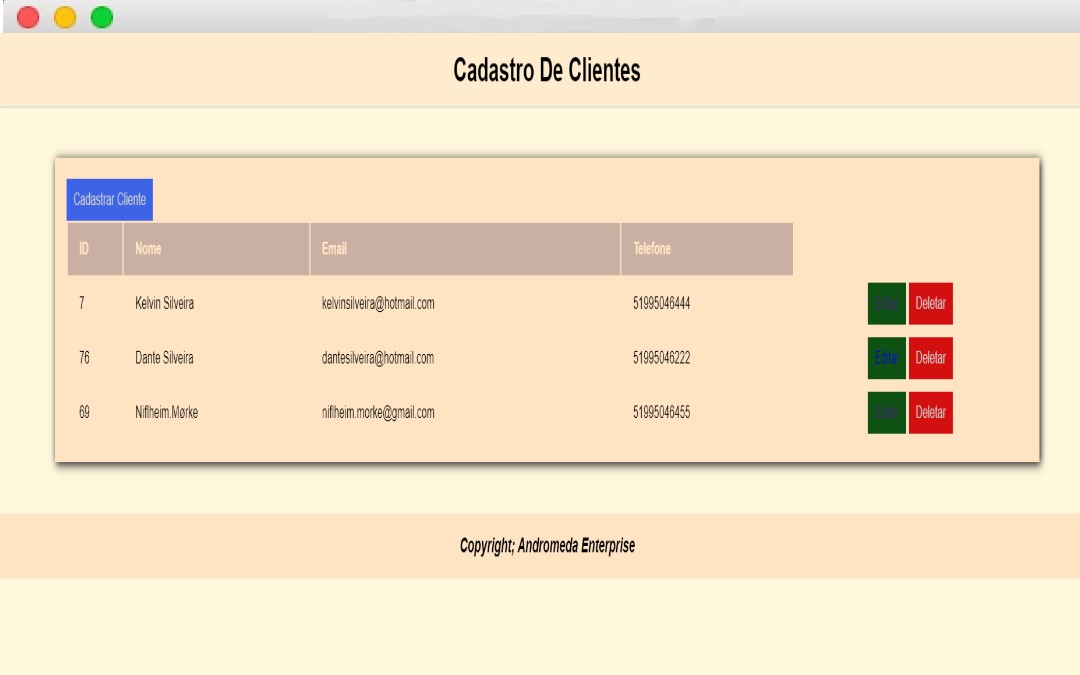 Cadastro De Clientes
Cadastrar Cliente
ID Nome Email Telefone
7 Kelvin Silveira kelvinsilveira@hotmail.com 51995046444 Deletar
76 Dante Silveira dantesilveira@hotmail.com 51995046222 Editar Deletar
69 Niflheim.Mørke niflheim.morke@gmail.com 51995046455 Deletar
Copyright; Andromeda Enterprise